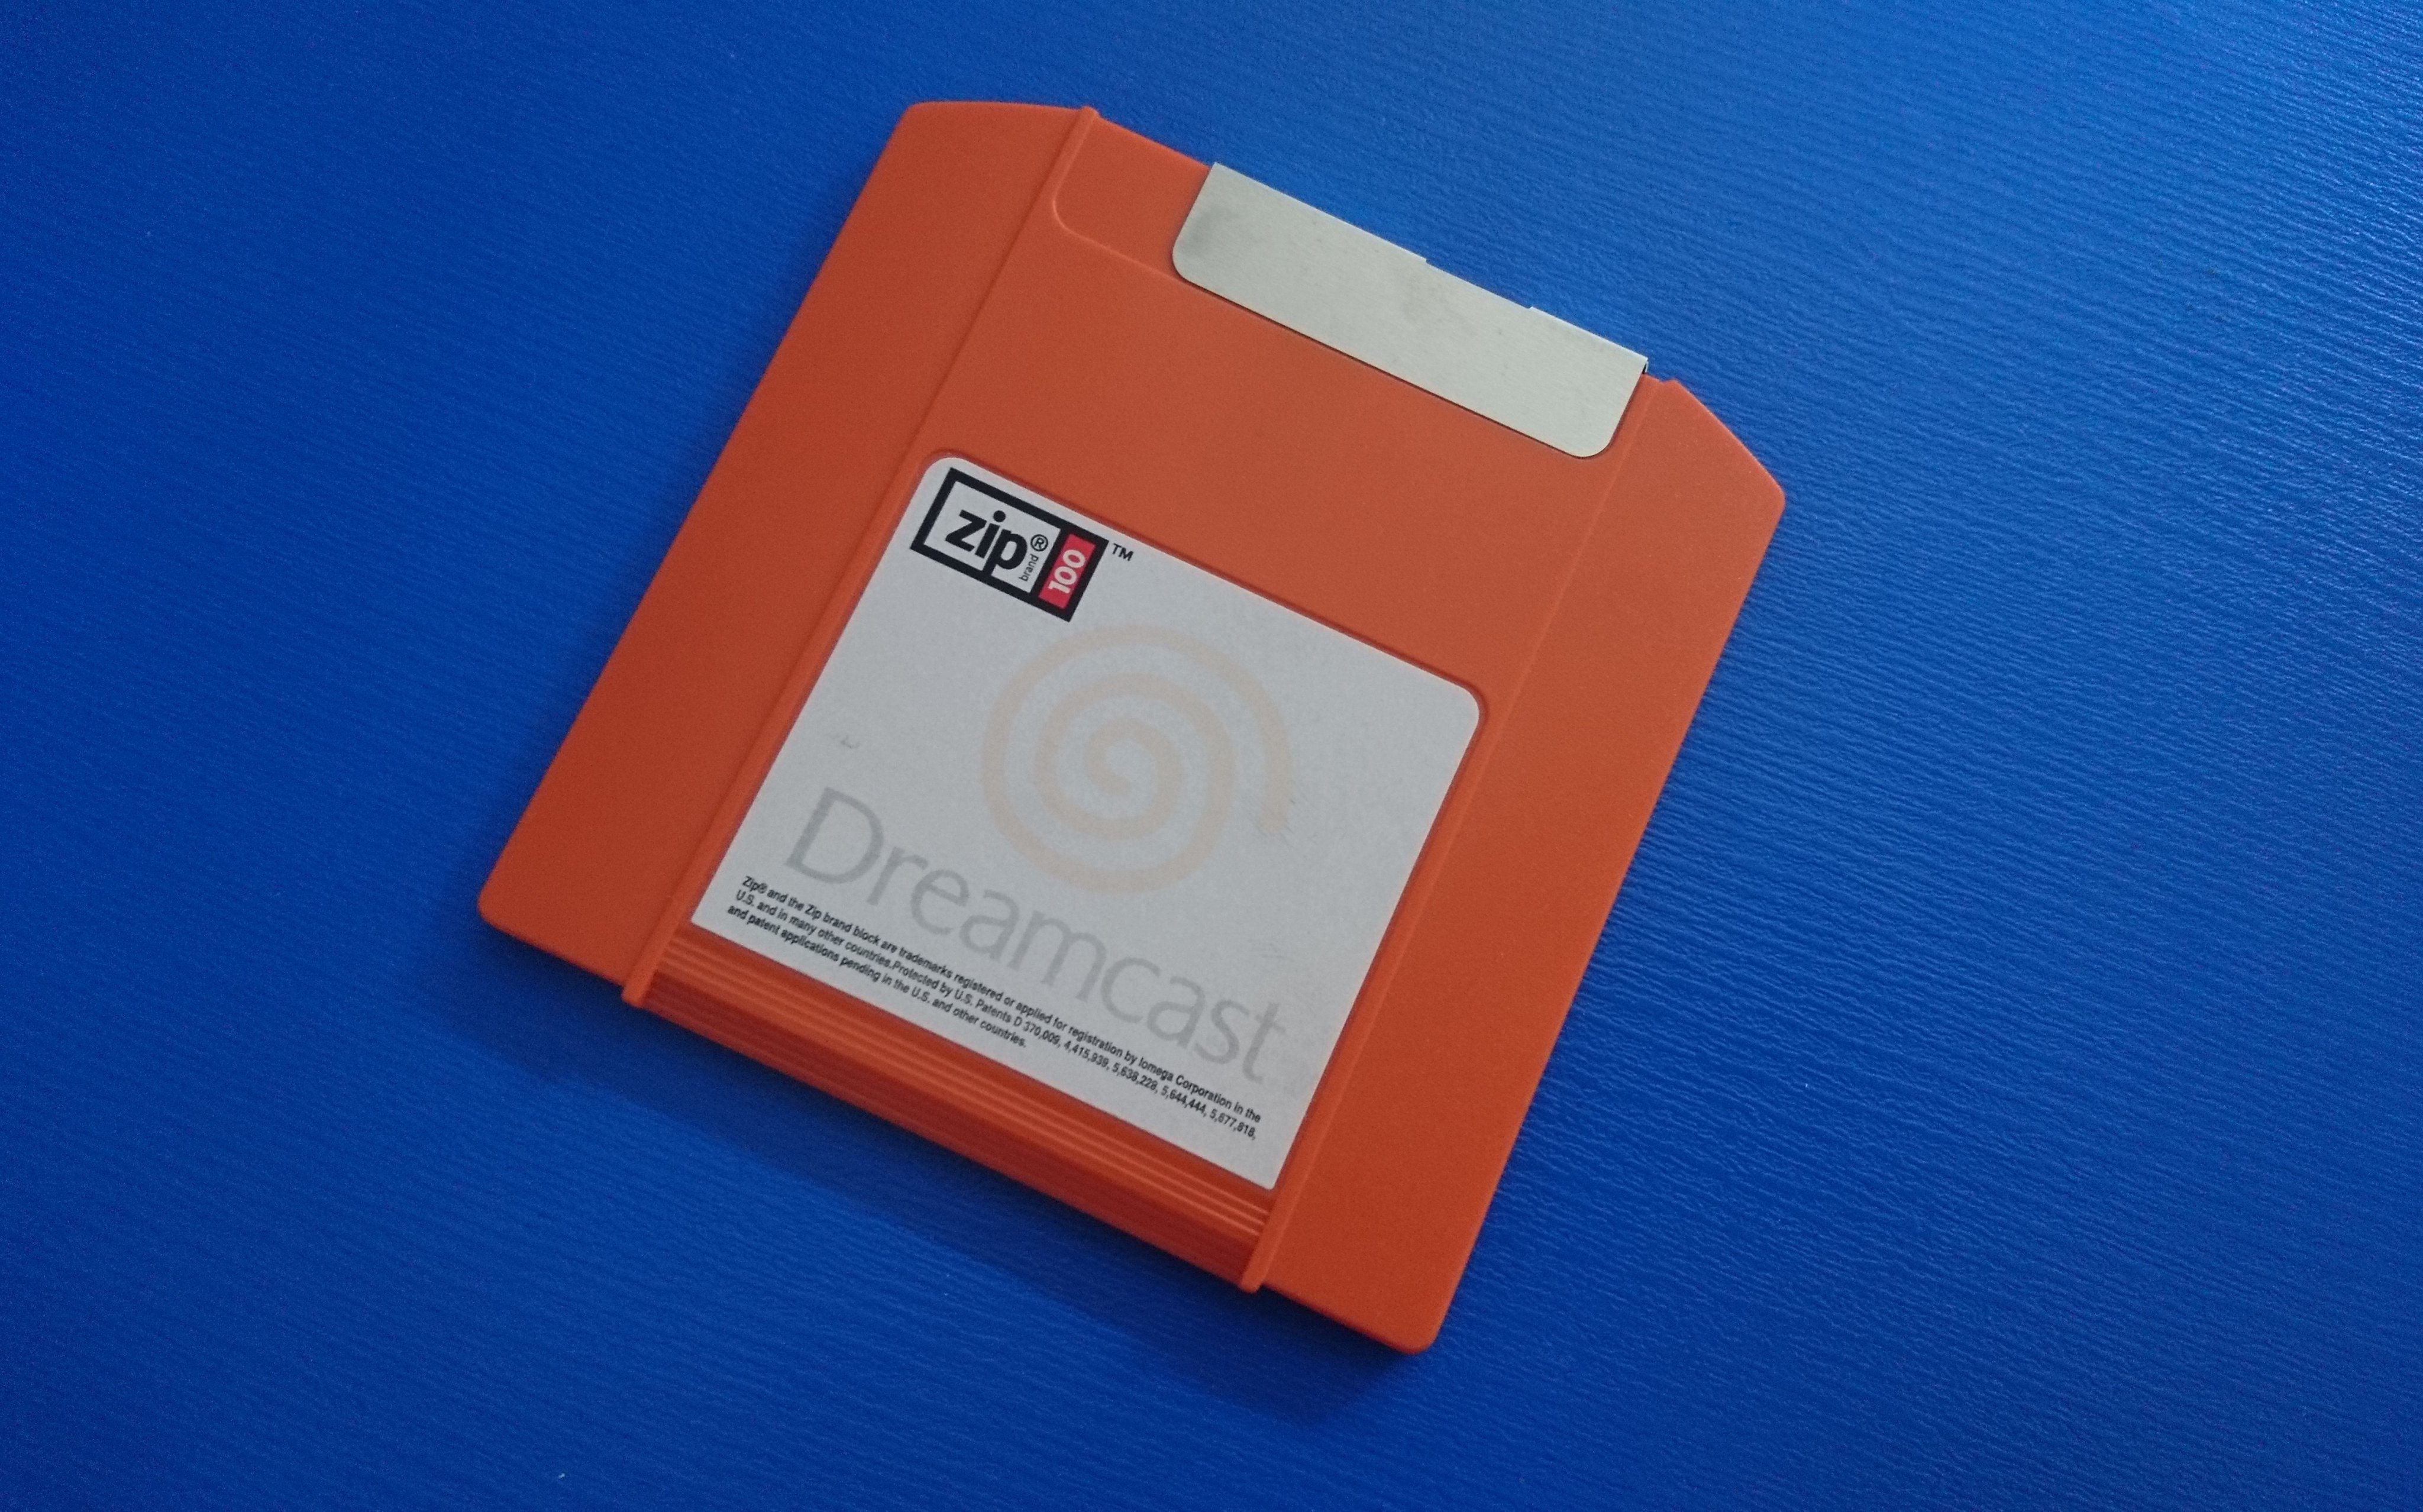 zip® brand 100 ™
Dreamcast
Zip® and the Zip brand block are trademarks registered or applied for registration by Iomega Corporation in the
U.S. and in many other countries.Protected by U.S. Patents D 370,009, 4,415,939, 5,638,228, 5,644,444, 5,677,818,
and patent applications pending in the U.S. and other countries.